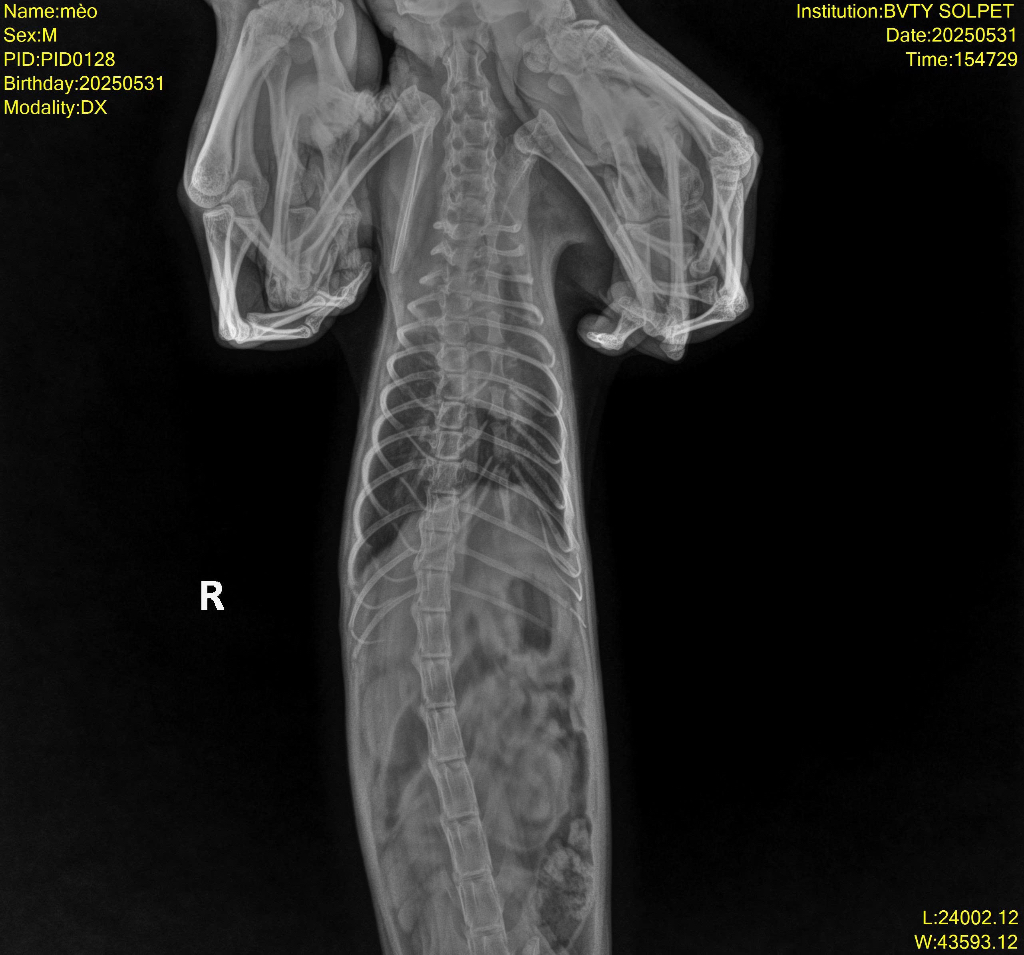 Name:mèo
Sex:M
PID:PID0128
Birthday:20250531
Modality:DX
Institution:BVTY SOLPET
Date:20250531
Time:154729
R
L:24002.12
W:43593.12